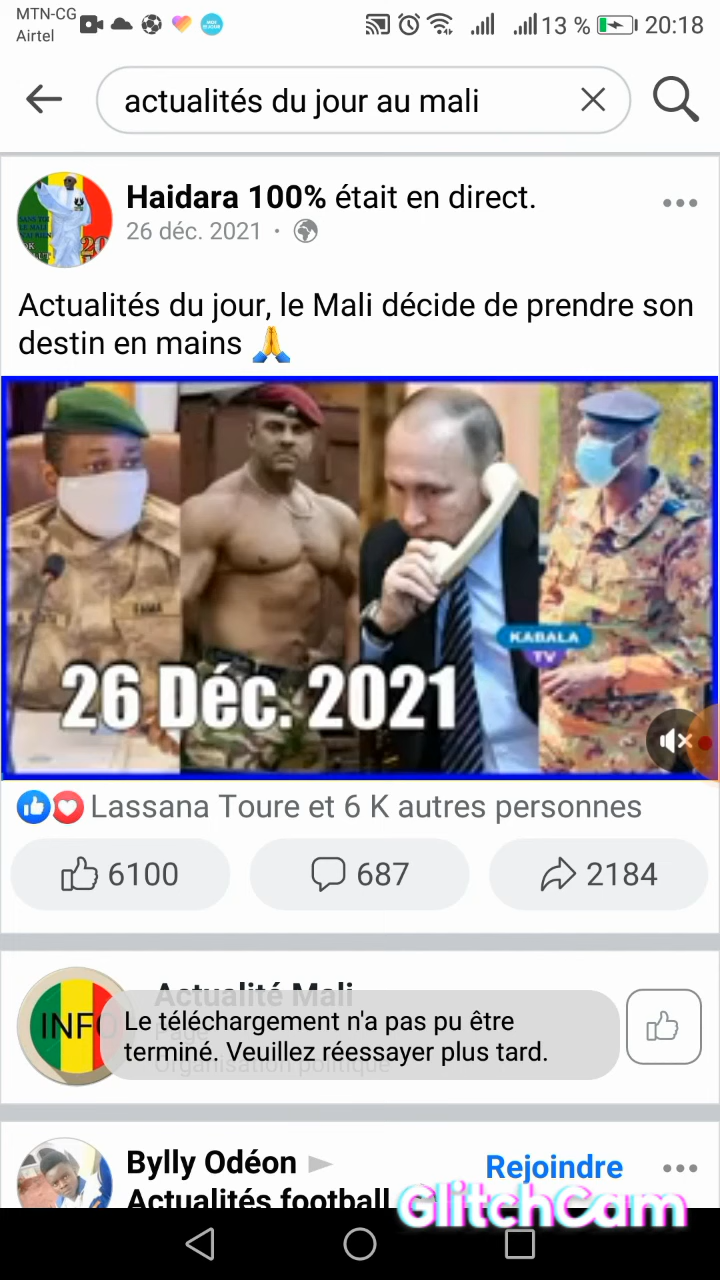 MTN-CG
Airtel
13 %
20:18
actualités du jour au mali
Haidara 100% était en direct.
26 déc. 2021
Actualités du jour, le Mali décide de prendre son
destin en mains 🙏
KABALA
TV
26 Déc. 2021
Lassana Toure et 6 K autres personnes
6100
687
2184
Actualité Mali
INFO
Page
Le téléchargement n'a pas pu être
terminé. Veuillez réessayer plus tard.
Organisation politique
Bylly Odéon
Rejoindre
Actualités football
GlitchCam